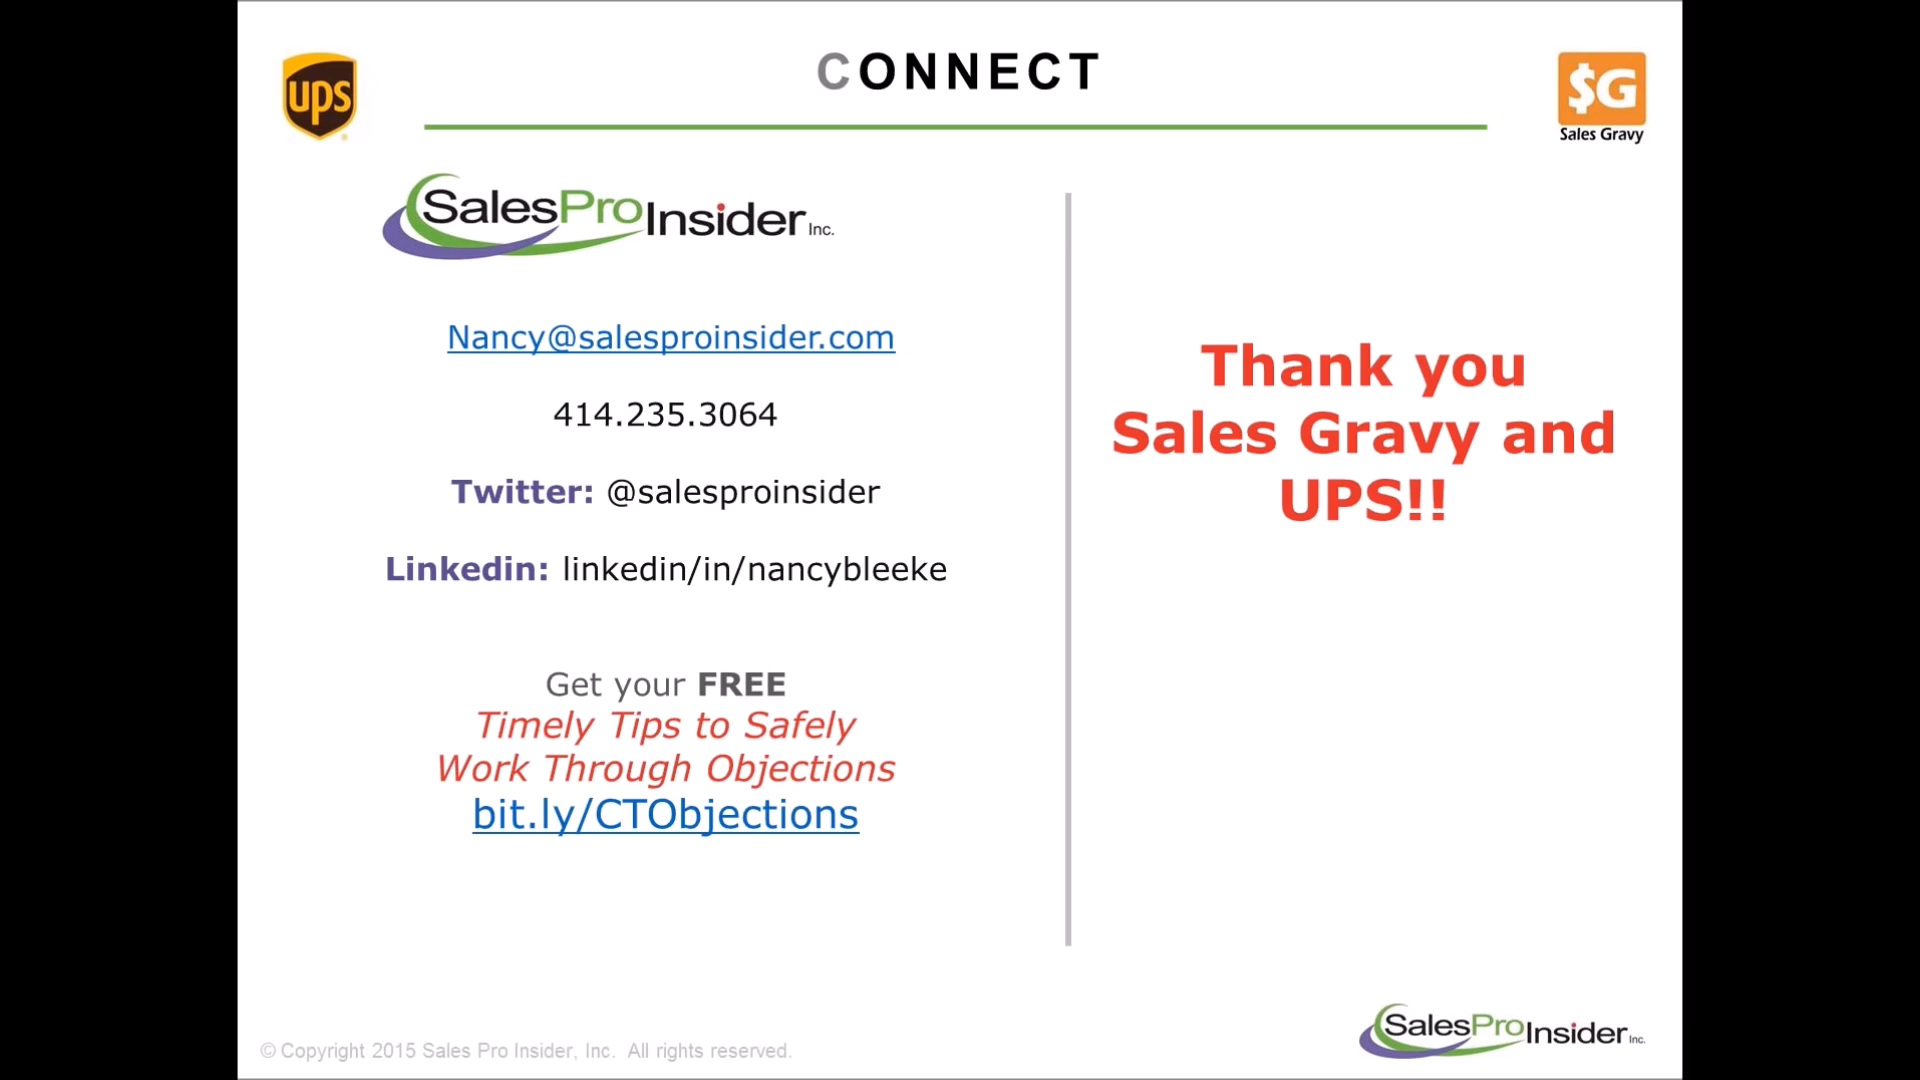 CONNECT
ups
$G
Sales Gravy
SalesProInsider Inc.
Nancy@salesproinsider.com
414.235.3064
Twitter: @salesproinsider
Linkedin: linkedin/in/nancybleeke
Get your FREE
Timely Tips to Safely
Work Through Objections
bit.ly/CTObjections
Thank you
Sales Gravy and
UPS!!
© Copyright 2015 Sales Pro Insider, Inc. All rights reserved.
SalesProInsider Inc.